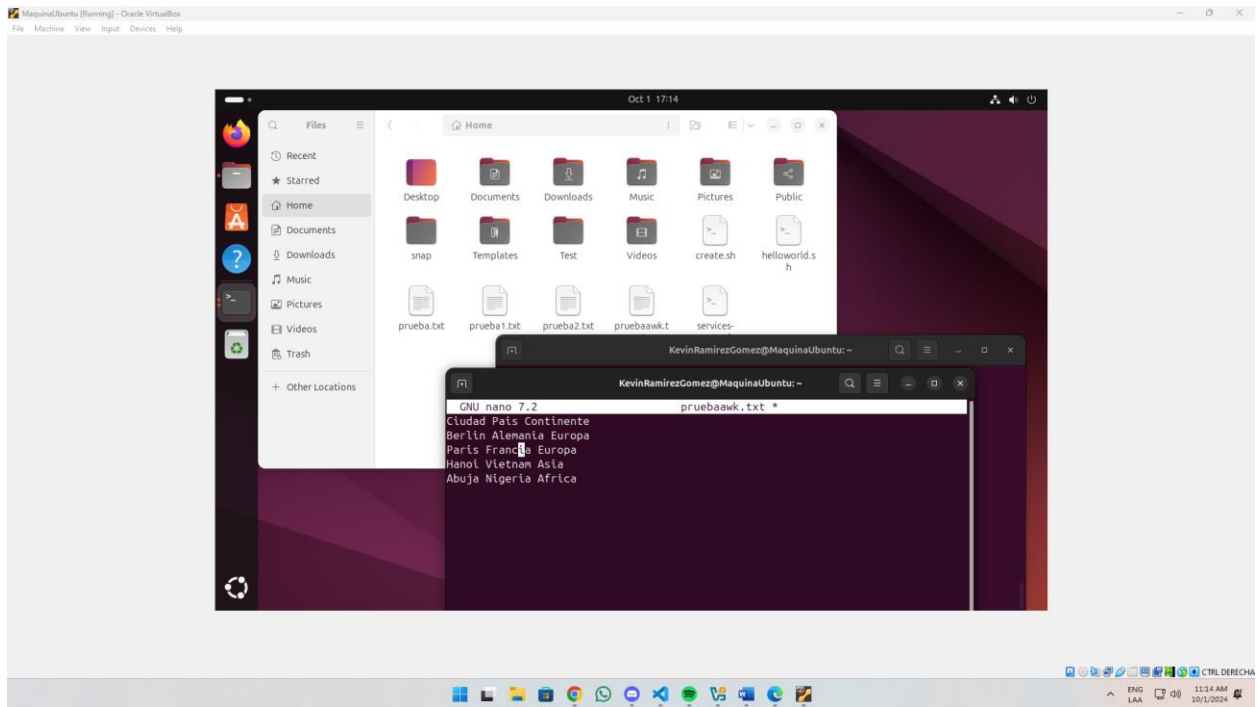 MaquinaUbuntu [Running] - Oracle VirtualBox
File Machine View Input Devices Help
Oct 1 17:14
Files
Home
Recent
Starred
Home
Documents
Downloads
Music
Pictures
Videos
Trash
+ Other Locations
Desktop Documents Downloads Music Pictures Public
snap Templates Test Videos create.sh helloworld.s
h
prueba.txt prueba1.txt prueba2.txt pruebaawk.t services-
KevinRamirezGomez@MaquinaUbuntu: ~
KevinRamirezGomez@MaquinaUbuntu: ~
GNU nano 7.2 pruebaawk.txt *
Ciudad Pais Continente
Berlin Alemania Europa
Paris Francia Europa
Hanoi Vietnam Asia
Abuja Nigeria Africa
CTRL DERECHA
ENG
LAA
11:14 AM
10/1/2024